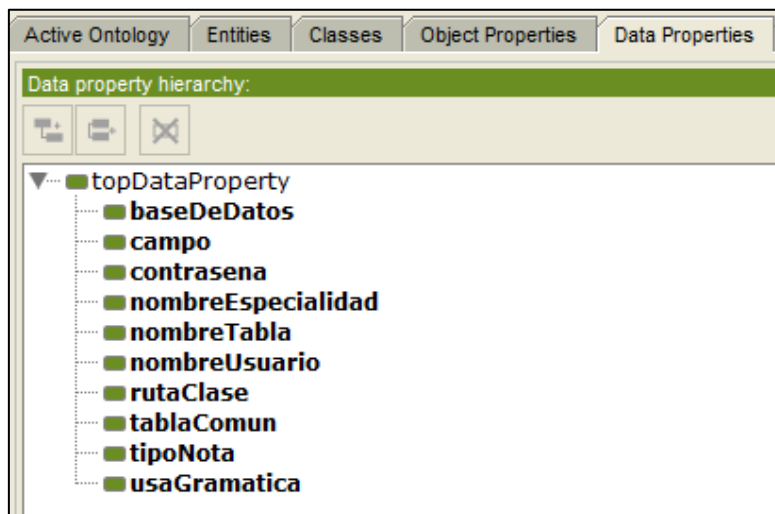 Active Ontology Entities Classes Object Properties Data Properties
Data property hierarchy:
topDataProperty
baseDeDatos
campo
contrasena
nombreEspecialidad
nombreTabla
nombreUsuario
rutaClase
tablaComun
tipoNota
usaGramatica